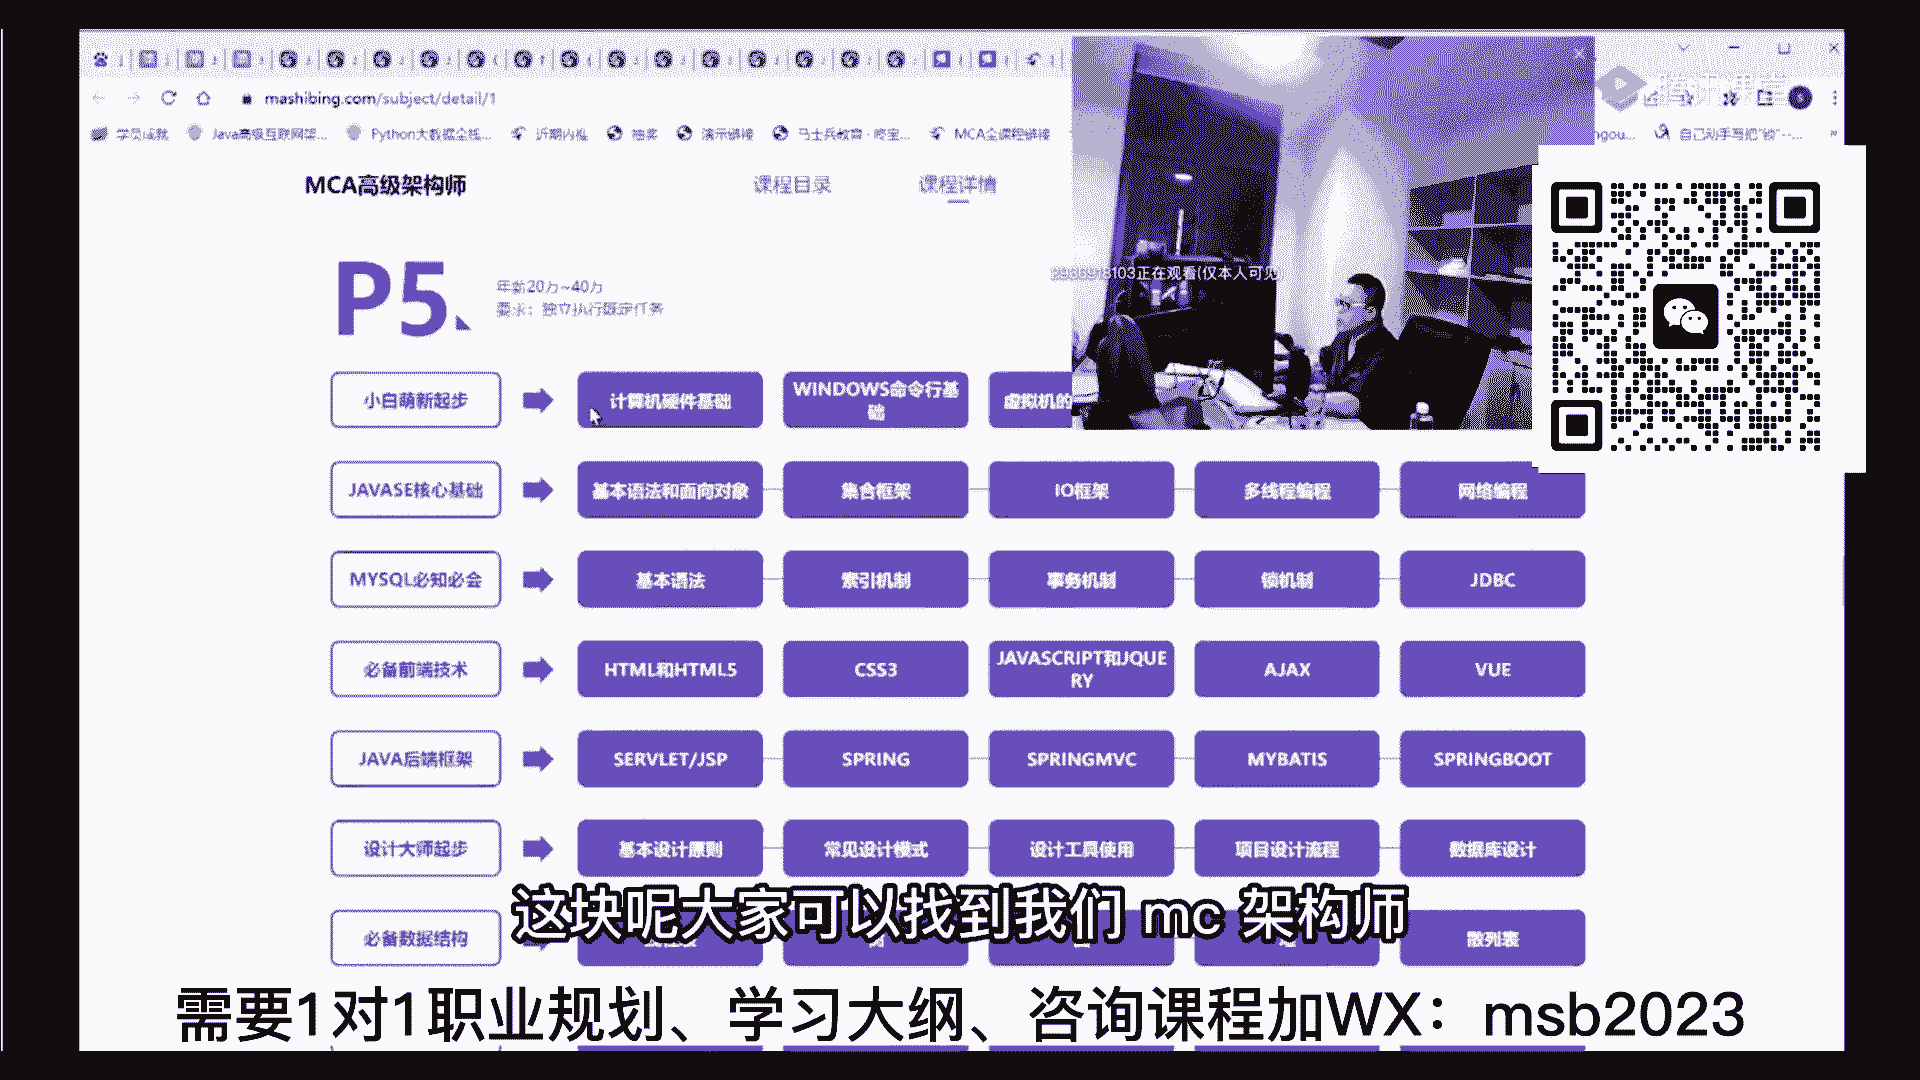 mashibing.com/subject/detail/1
学员成就 Java高级互联网架... Python大数据全栈... 近期内推 抽奖 演示链接 马士兵教育·挖宝... MCA全课程链接 ngou... 自己动手写把"锁"--...
MCA高级架构师 课程目录 课程详情
P5
年薪20万~40万
要求：独立执行既定任务
2936918103正在观看(仅本人可见)
小白萌新起步 计算机硬件基础 WINDOWS命令行基
础 虚拟机的
JAVASE核心基础 基本语法和面向对象 集合框架 IO框架 多线程编程 网络编程
MYSQL必知必会 基本语法 索引机制 事务机制 锁机制 JDBC
必备前端技术 HTML和HTML5 CSS3 JAVASCRIPT和JQUE
RY AJAX VUE
JAVA后端框架 SERVLET/JSP SPRING SPRINGMVC MYBATIS SPRINGBOOT
设计大师起步 基本设计原则 常见设计模式 设计工具使用 项目设计流程 数据库设计
必备数据结构 散列表
这块呢大家可以找到我们 mc 架构师
需要1对1职业规划、学习大纲、咨询课程加WX：msb2023